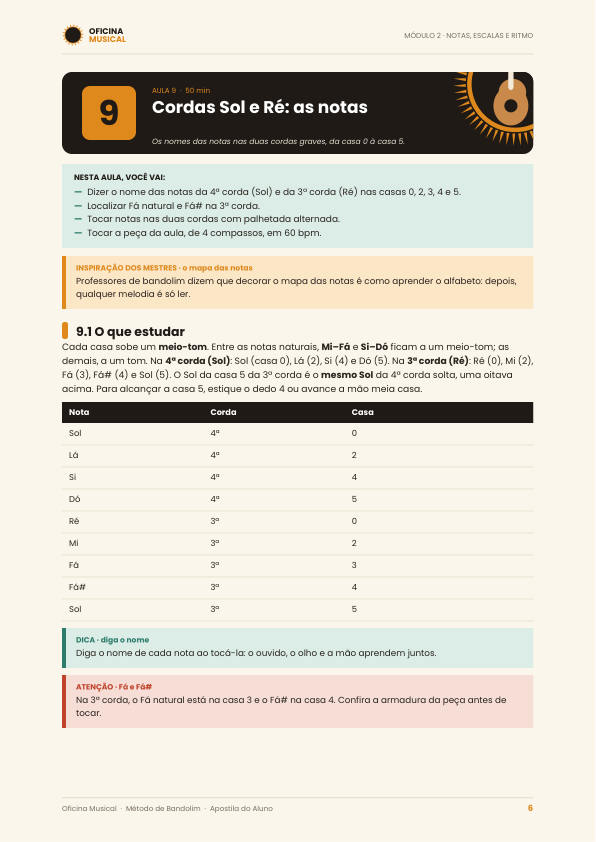 OFICINA
MUSICAL
MÓDULO 2 · NOTAS, ESCALAS E RITMO
9
AULA 9 · 50 min
Cordas Sol e Ré: as notas
Os nomes das notas nas duas cordas graves, da casa 0 à casa 5.
NESTA AULA, VOCÊ VAI:
— Dizer o nome das notas da 4ª corda (Sol) e da 3ª corda (Ré) nas casas 0, 2, 3, 4 e 5.
— Localizar Fá natural e Fá# na 3ª corda.
— Tocar notas nas duas cordas com palhetada alternada.
— Tocar a peça da aula, de 4 compassos, em 60 bpm.
INSPIRAÇÃO DOS MESTRES · o mapa das notas
Professores de bandolim dizem que decorar o mapa das notas é como aprender o alfabeto: depois,
qualquer melodia é só ler.
9.1 O que estudar
Cada casa sobe um meio-tom. Entre as notas naturais, Mi–Fá e Si–Dó ficam a um meio-tom; as
demais, a um tom. Na 4ª corda (Sol): Sol (casa 0), Lá (2), Si (4) e Dó (5). Na 3ª corda (Ré): Ré (0), Mi (2),
Fá (3), Fá# (4) e Sol (5). O Sol da casa 5 da 3ª corda é o mesmo Sol da 4ª corda solta, uma oitava
acima. Para alcançar a casa 5, estique o dedo 4 ou avance a mão meia casa.
Nota Corda Casa
Sol 4ª 0
Lá 4ª 2
Si 4ª 4
Dó 4ª 5
Ré 3ª 0
Mi 3ª 2
Fá 3ª 3
Fá# 3ª 4
Sol 3ª 5
DICA · diga o nome
Diga o nome de cada nota ao tocá-la: o ouvido, o olho e a mão aprendem juntos.
ATENÇÃO · Fá e Fá#
Na 3ª corda, o Fá natural está na casa 3 e o Fá# na casa 4. Confira a armadura da peça antes de
tocar.
Oficina Musical · Método de Bandolim · Apostila do Aluno
6